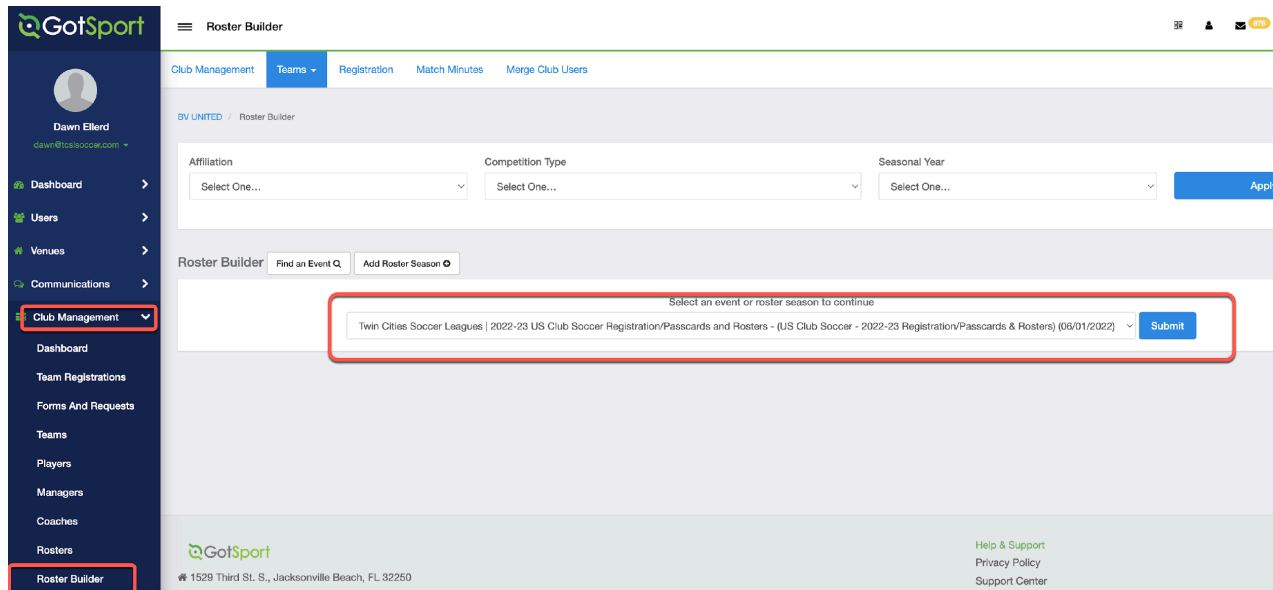 GotSport
Roster Builder
875
Dawn Ellerd
dawn@tcslsoccer.com
Dashboard
Users
Venues
Communications
Club Management
Dashboard
Team Registrations
Forms And Requests
Teams
Players
Managers
Coaches
Rosters
Roster Builder
Club Management Teams Registration Match Minutes Merge Club Users
BV UNITED / Roster Builder
Affiliation Competition Type Seasonal Year
Select One... Select One... Select One... Apply
Roster Builder Find an Event Add Roster Season
Select an event or roster season to continue
Twin Cities Soccer Leagues | 2022-23 US Club Soccer Registration/Passcards and Rosters - (US Club Soccer - 2022-23 Registration/Passcards & Rosters) (06/01/2022) Submit
GotSport
1529 Third St. S., Jacksonville Beach, FL 32250
Help & Support
Privacy Policy
Support Center